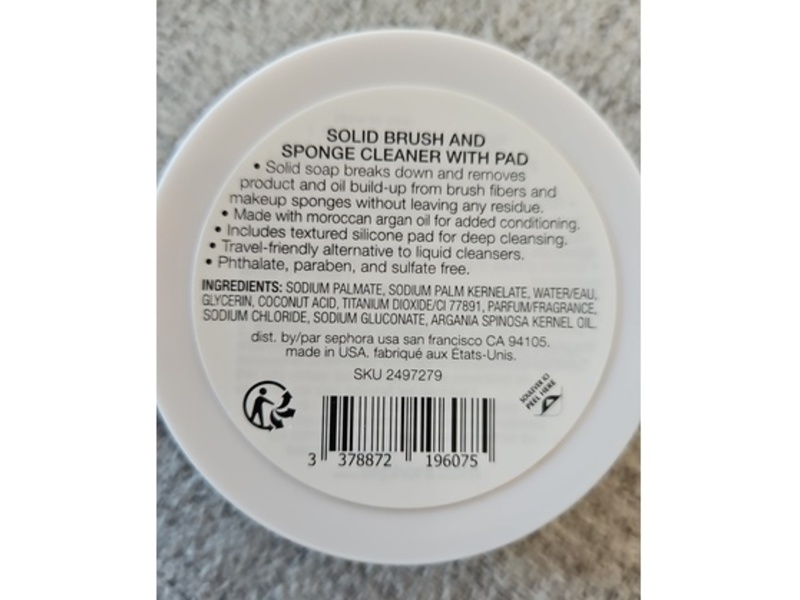 SOLID BRUSH AND
SPONGE CLEANER WITH PAD
• Solid soap breaks down and removes
product and oil build-up from brush fibers and
makeup sponges without leaving any residue.
• Made with moroccan argan oil for added conditioning.
• Includes textured silicone pad for deep cleansing.
• Travel-friendly alternative to liquid cleansers.
• Phthalate, paraben, and sulfate free.
INGREDIENTS: SODIUM PALMATE, SODIUM PALM KERNELATE, WATER/EAU,
GLYCERIN, COCONUT ACID, TITANIUM DIOXIDE/CI 77891, PARFUM/FRAGRANCE,
SODIUM CHLORIDE, SODIUM GLUCONATE, ARGANIA SPINOSA KERNEL OIL.
dist. by/par sephora usa san francisco CA 94105.
made in USA. fabriqué aux États-Unis.
SKU 2497279
SOULEVER ICI
PEEL HERE
3 378872 196075